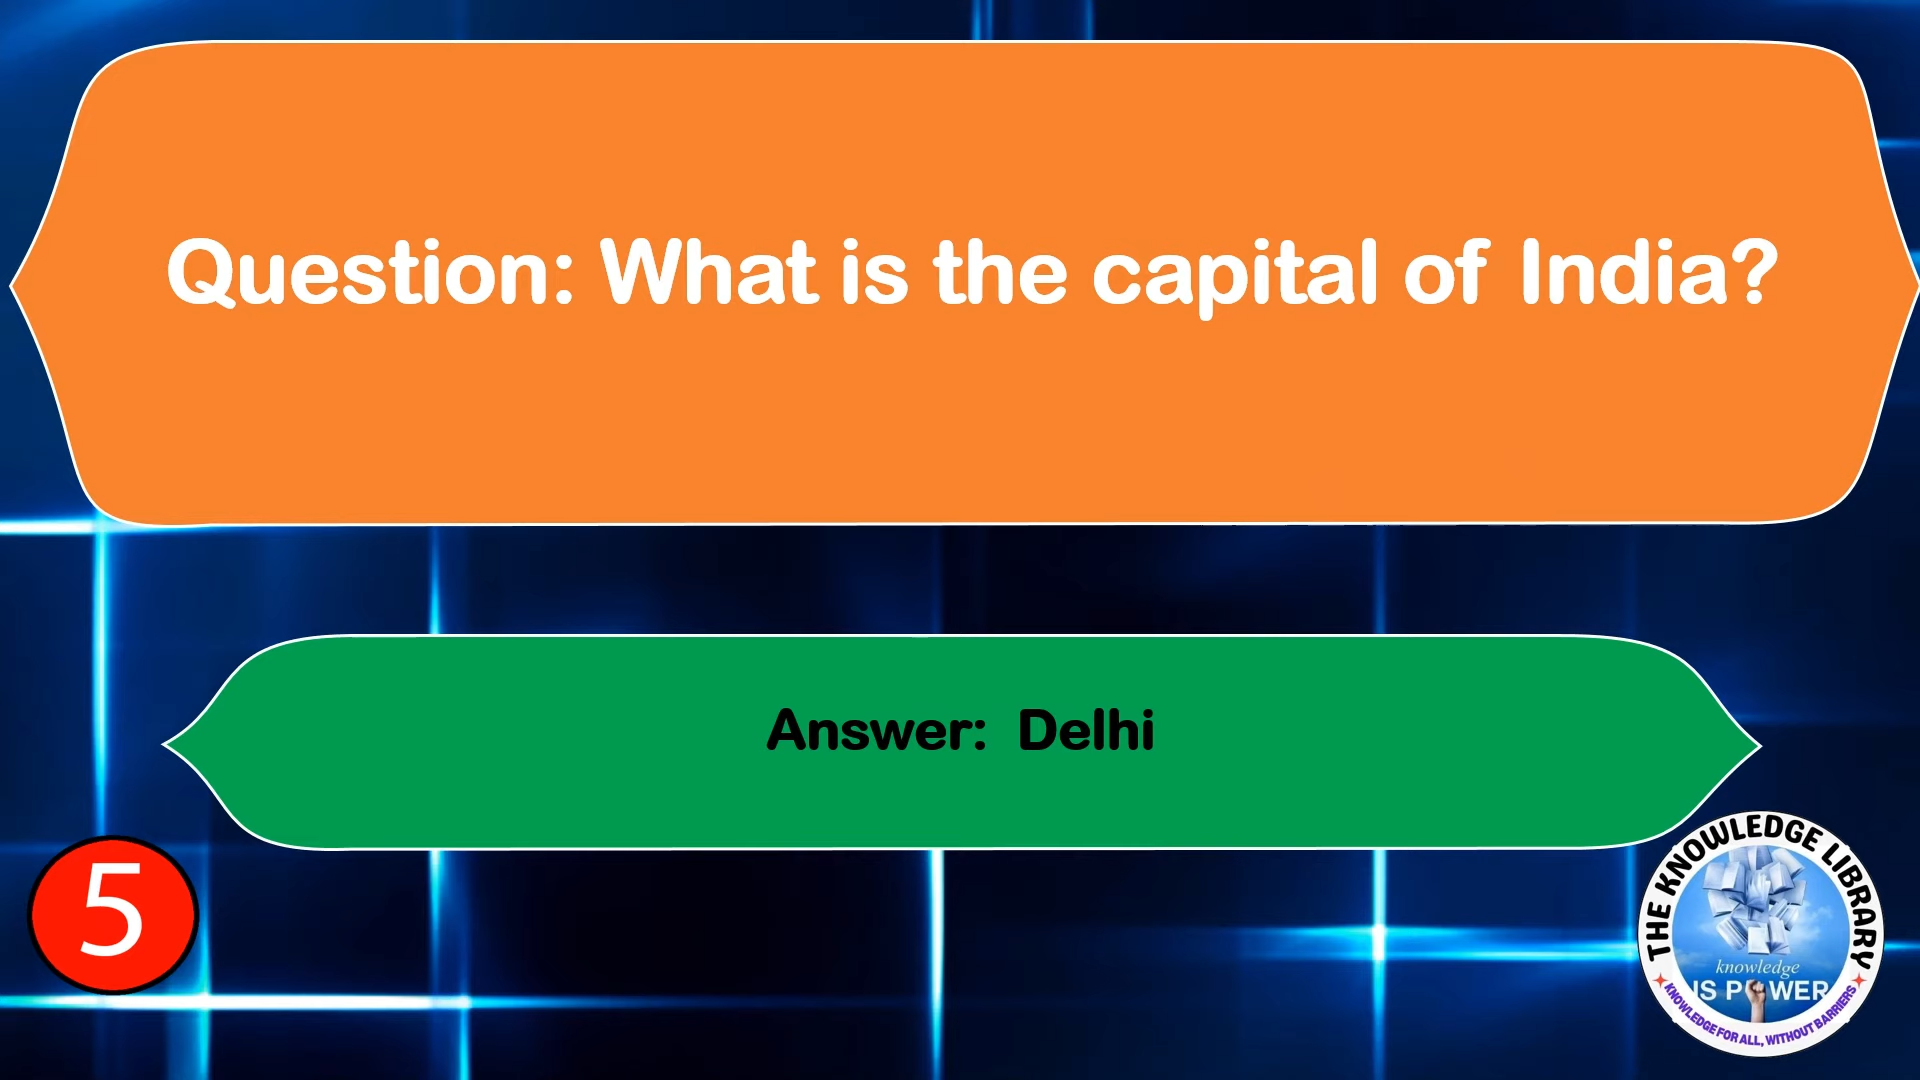 Question: What is the capital of India?
Answer: Delhi
5
THE KNOWLEDGE LIBRARY
knowledge
IS POWER
KNOWLEDGE FOR ALL, WITHOUT BARRIERS